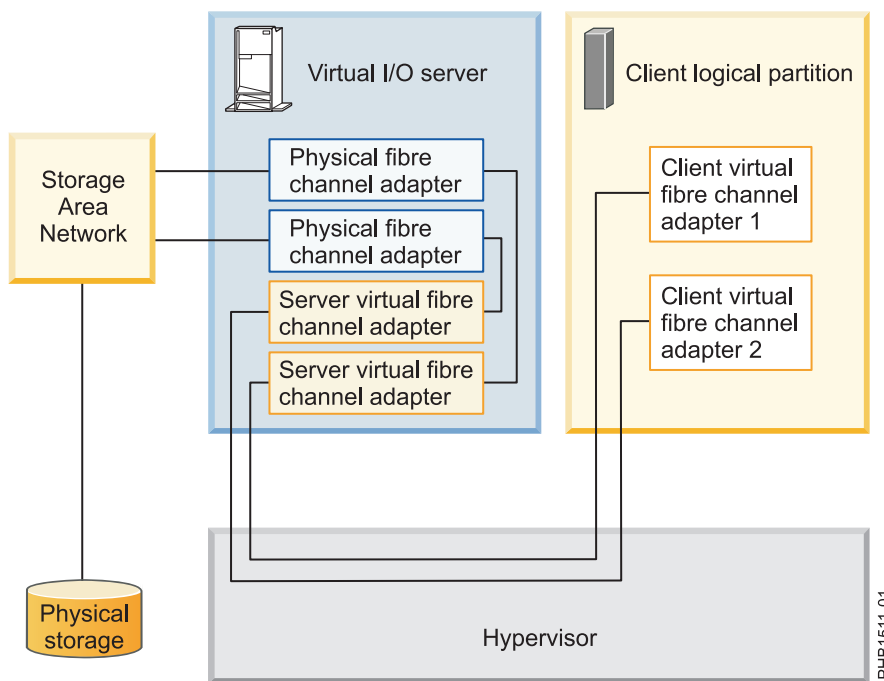 Virtual I/O server
Client logical partition
Storage
Area
Network
Physical fibre
channel adapter
Physical fibre
channel adapter
Server virtual fibre
channel adapter
Server virtual fibre
channel adapter
Client virtual
fibre channel
adapter 1
Client virtual
fibre channel
adapter 2
Physical
storage
Hypervisor
PHB1511-01